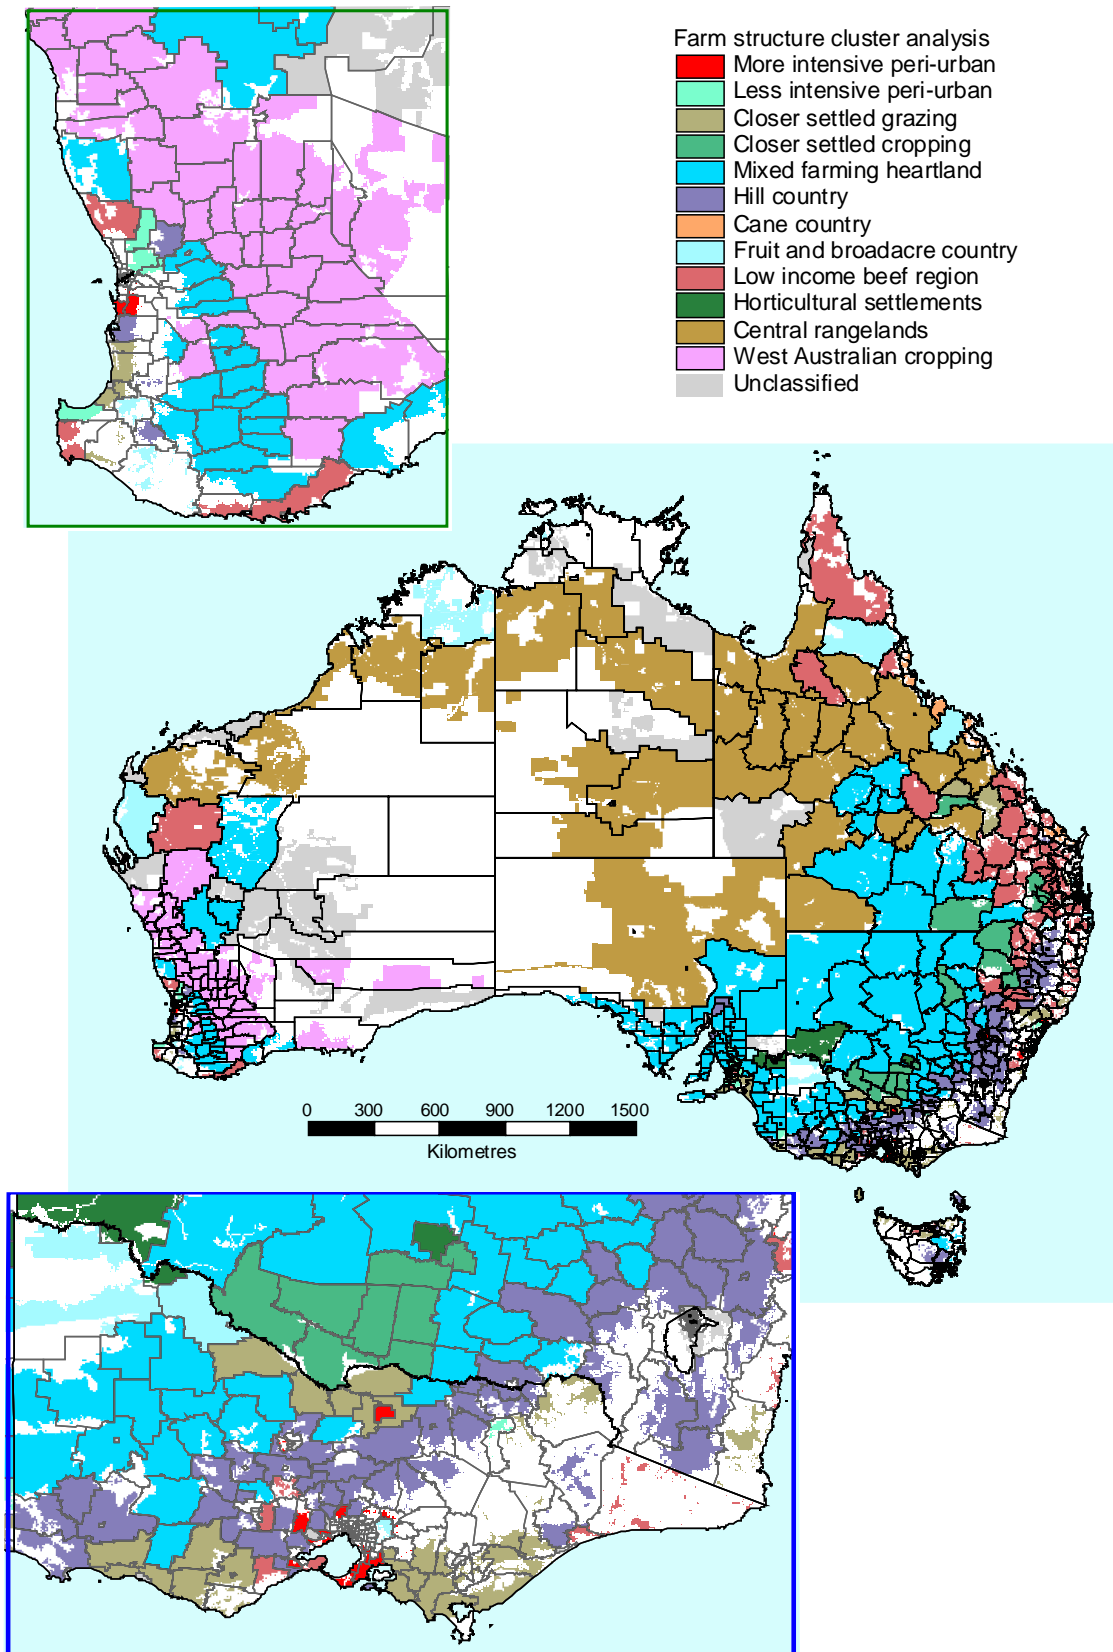 Farm structure cluster analysis
More intensive peri-urban
Less intensive peri-urban
Closer settled grazing
Closer settled cropping
Mixed farming heartland
Hill country
Cane country
Fruit and broadacre country
Low income beef region
Horticultural settlements
Central rangelands
West Australian cropping
Unclassified
0 300 600 900 1200 1500
Kilometres